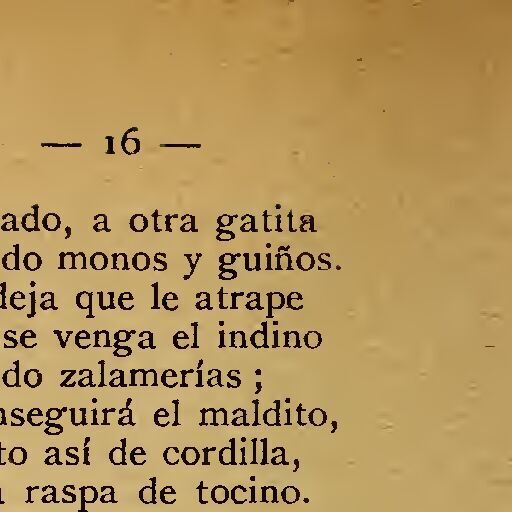 — 16 —
ado, a otra gatita
do monos y guiños.
deja que le atrape
se venga el indino
do zalamerías ;
nseguirá el maldito,
to así de cordilla,
raspa de tocino.